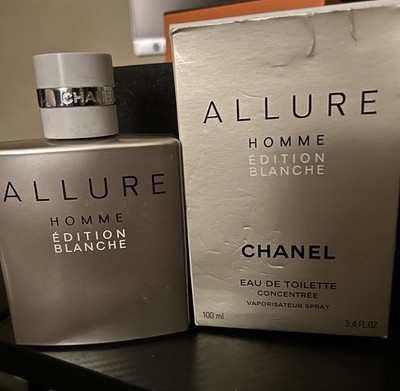 CHANEL
ALLURE
HOMME
ÉDITION
BLANCHE
ALLURE
HOMME
ÉDITION
BLANCHE
CHANEL
EAU DE TOILETTE
CONCENTRÉE
VAPORISATEUR SPRAY
100 ml 3.4 FL.OZ